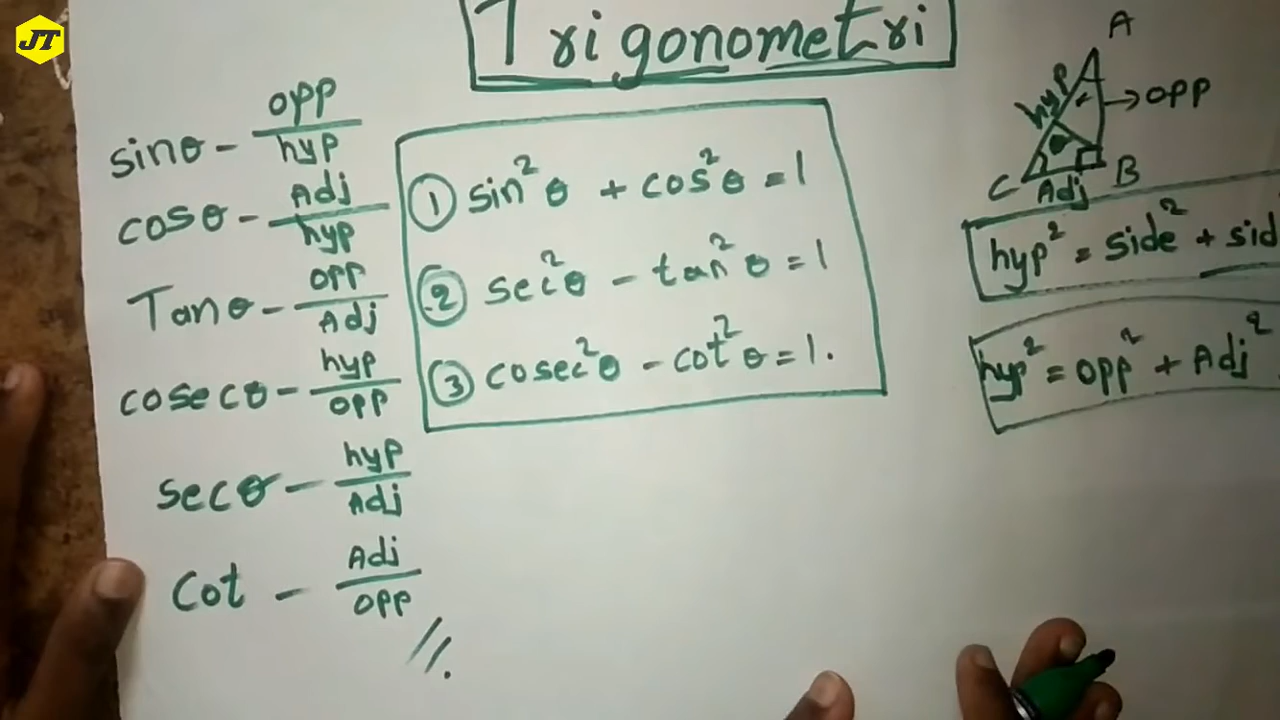 JT
Trigonometri
sinθ - opp/hyp
cosθ - Adj/hyp
Tanθ - opp/Adj
cosecθ - hyp/opp
secθ - hyp/Adj
Cot - Adj/opp
① sin²θ + cos²θ = 1
② sec²θ - tan²θ = 1
③ cosec²θ - cot²θ = 1.
A
hyp
→ opp
θ
C Adj B
hyp² = side² + sid
hyp² = opp² + Adj²